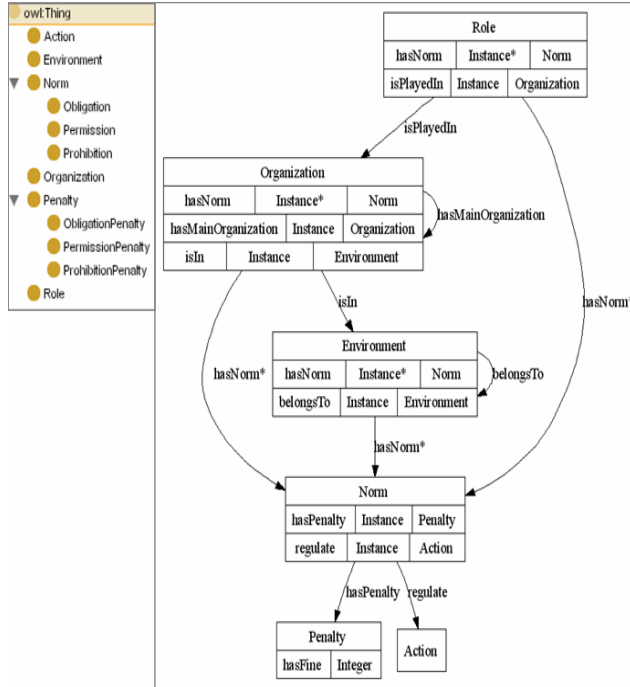 owl:Thing
Action
Environment
Norm
Obligation
Permission
Prohibition
Organization
Penalty
ObligationPenalty
PermissionPenalty
ProhibitionPenalty
Role
Role
hasNorm Instance* Norm
isPlayedIn Instance Organization
isPlayedIn
Organization
hasNorm Instance* Norm
hasMainOrganization Instance Organization
isIn Instance Environment
hasMainOrganization
isIn
hasNorm*
Environment
hasNorm Instance* Norm
belongsTo Instance Environment
belongsTo
hasNorm*
hasNorm*
Norm
hasPenalty Instance Penalty
regulate Instance Action
hasPenalty
regulate
Penalty
hasFine Integer
Action